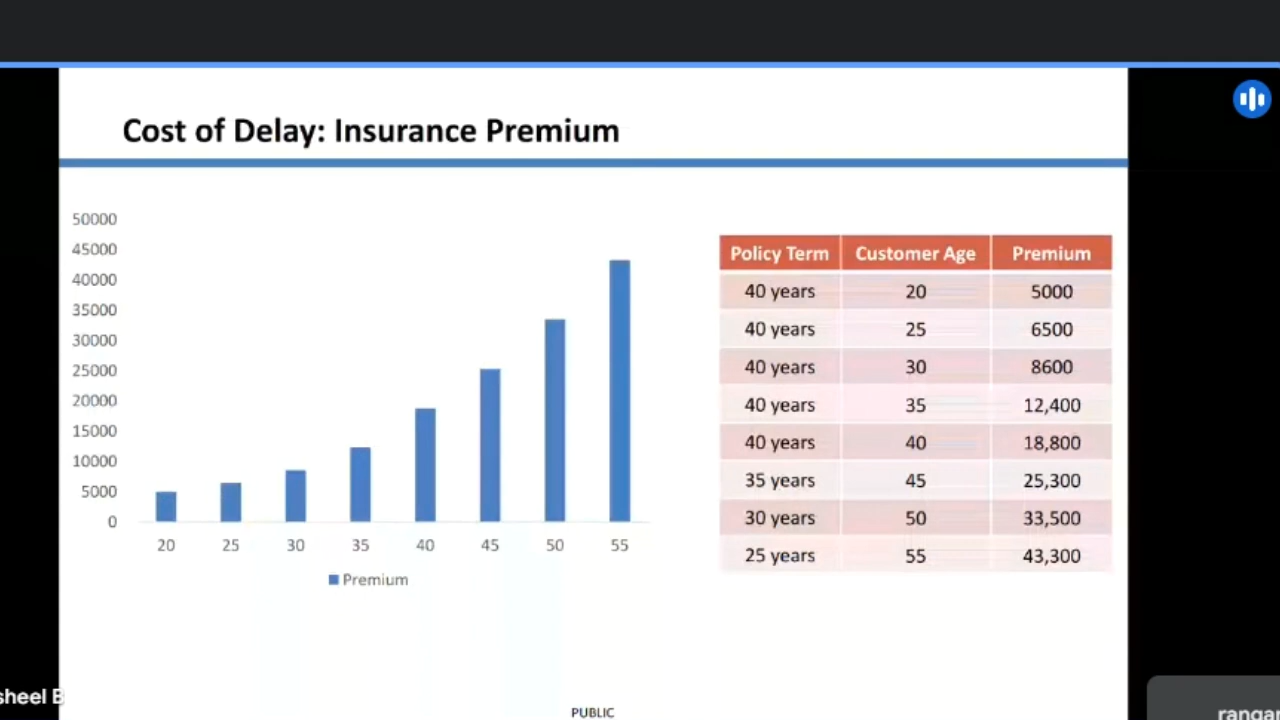 Cost of Delay: Insurance Premium
50000
45000
40000
35000
30000
25000
20000
15000
10000
5000
0
20 25 30 35 40 45 50 55
Premium
Policy Term Customer Age Premium
40 years 20 5000
40 years 25 6500
40 years 30 8600
40 years 35 12,400
40 years 40 18,800
35 years 45 25,300
30 years 50 33,500
25 years 55 43,300
sheel B
PUBLIC